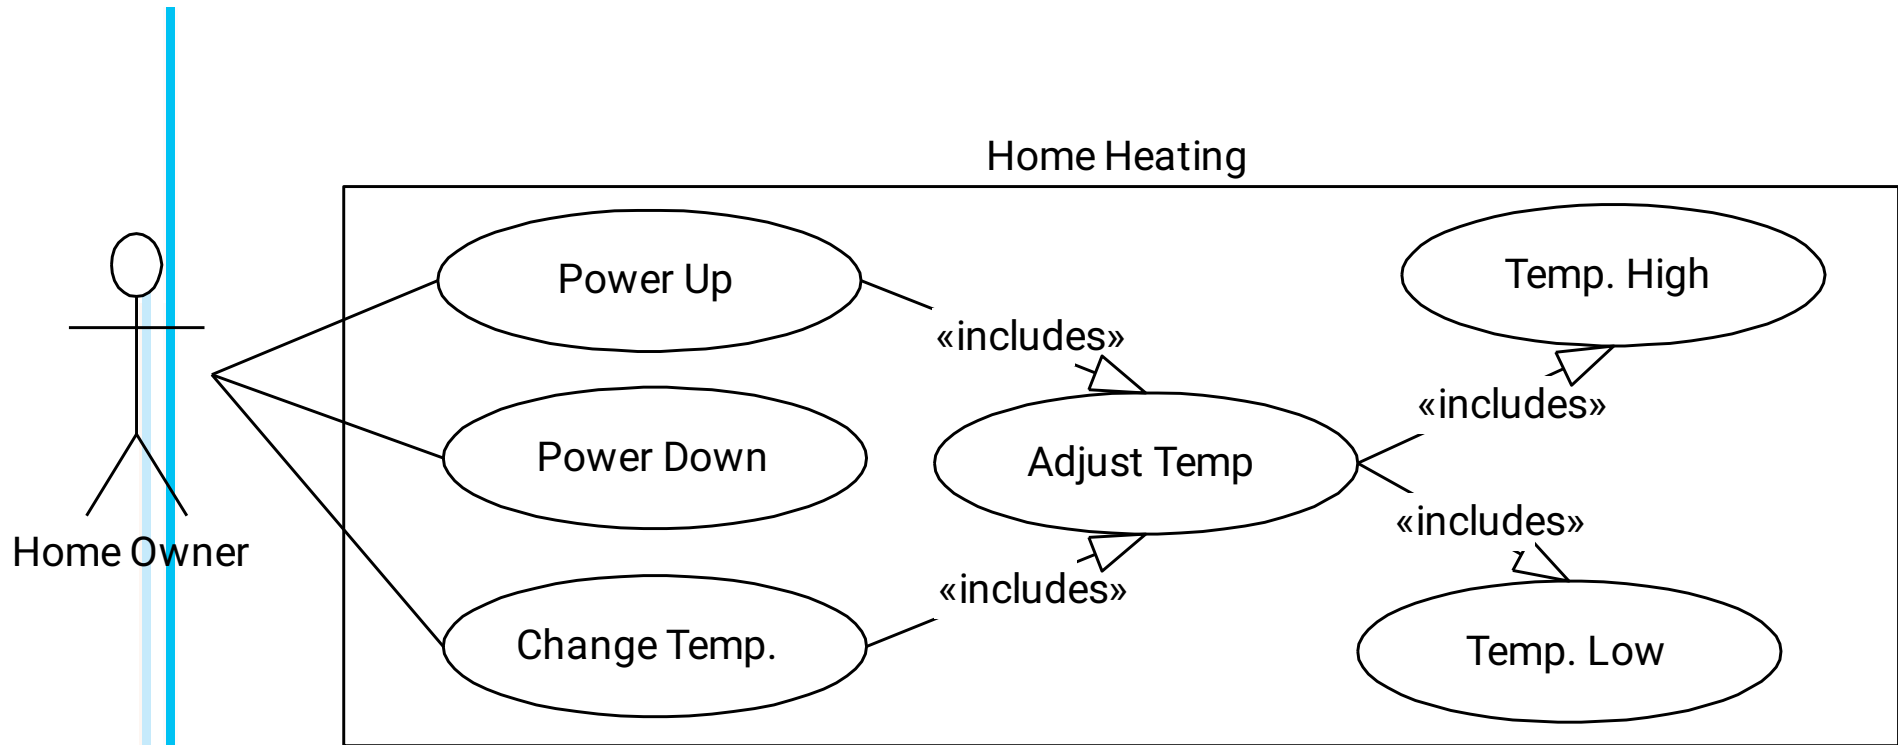 Home Heating
Power Up
Temp. High
«includes»
«includes»
Power Down
Adjust Temp
«includes»
Home Owner
«includes»
Change Temp.
Temp. Low